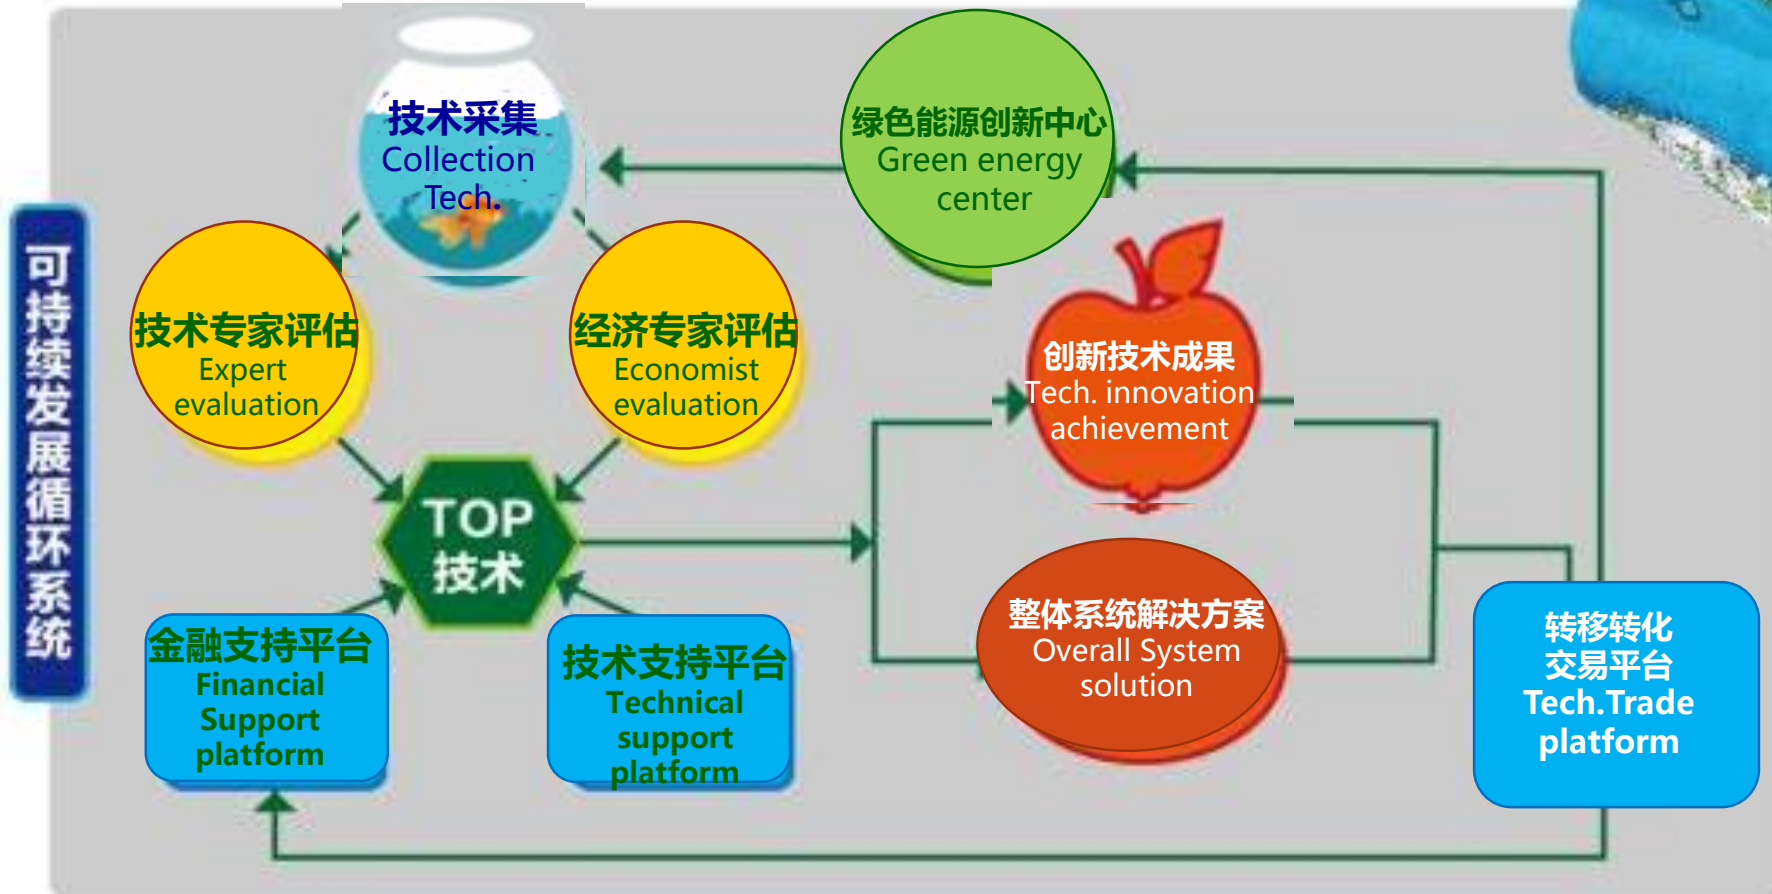 可持续发展循环系统
技术采集
Collection
Tech.
绿色能源创新中心
Green energy
center
技术专家评估
Expert
evaluation
经济专家评估
Economist
evaluation
创新技术成果
Tech. innovation
achievement
TOP
技术
整体系统解决方案
Overall System
solution
金融支持平台
Financial
Support
platform
技术支持平台
Technical
support
platform
转移转化
交易平台
Tech.Trade
platform